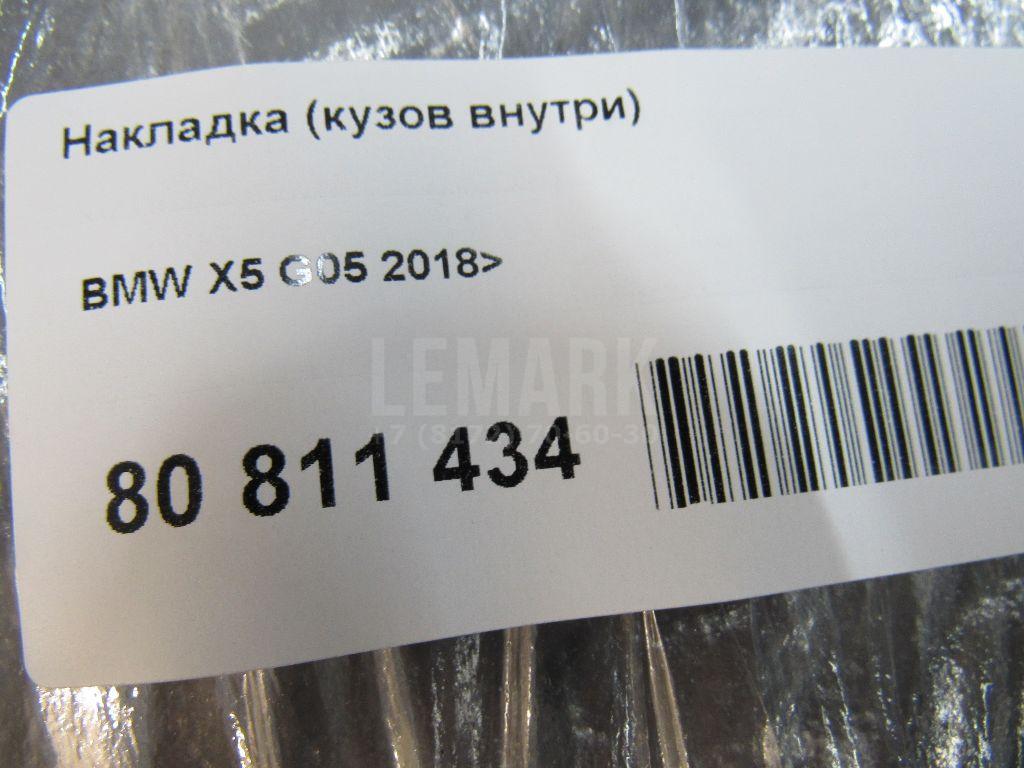 Накладка (кузов внутри)
BMW X5 G05 2018>
LEMARK
80 811 434